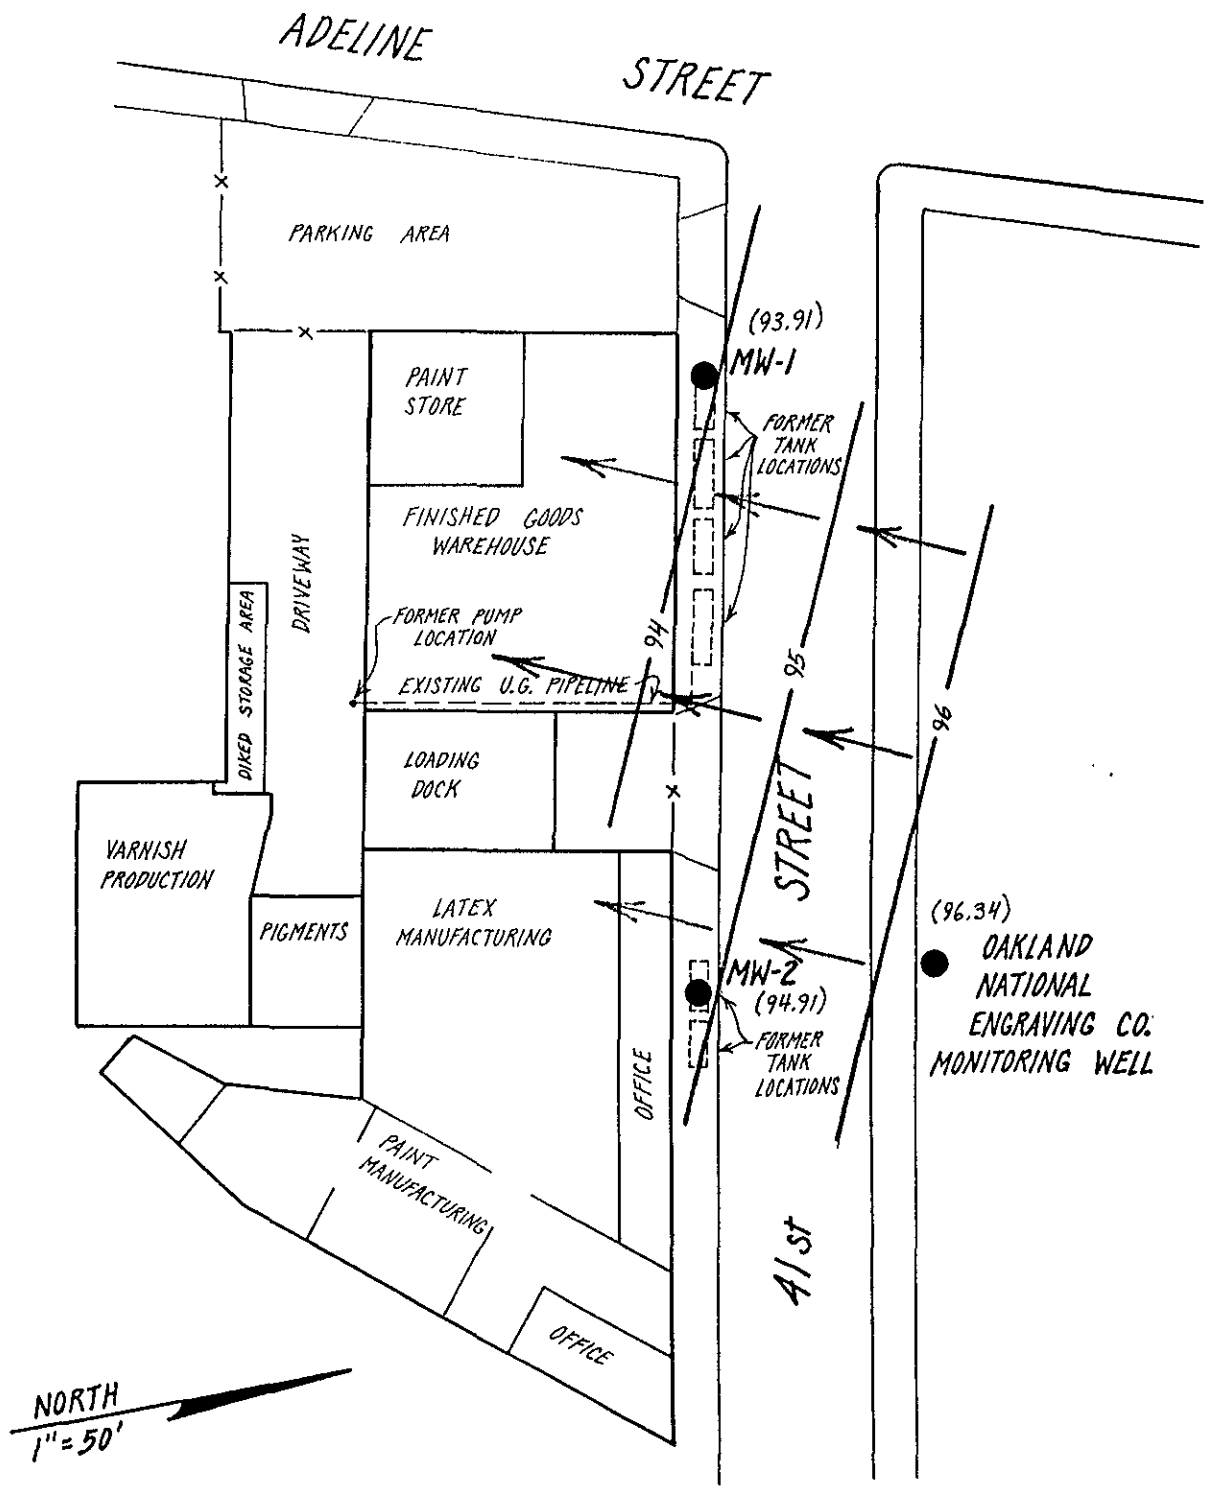 ADELINE STREET
PARKING AREA
(93.91)
MW-1
PAINT
STORE
FORMER
TANK
LOCATIONS
FINISHED GOODS
WAREHOUSE
DRIVEWAY
DIKED STORAGE AREA
FORMER PUMP
LOCATION
94
95
96
EXISTING U.G. PIPELINE
LOADING
DOCK
STREET
VARNISH
PRODUCTION
PIGMENTS
LATEX
MANUFACTURING
(96.34)
OAKLAND
NATIONAL
ENGRAVING CO.
MONITORING WELL
MW-2
(94.91)
FORMER
TANK
LOCATIONS
OFFICE
PAINT
MANUFACTURING
41st
OFFICE
NORTH
1"=50'